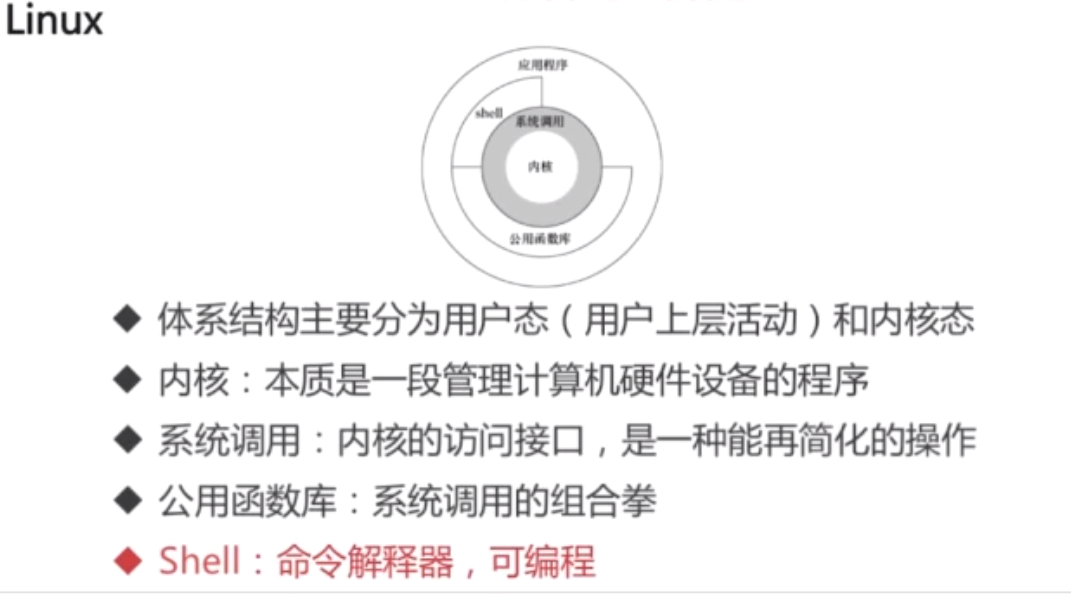 Linux
应用程序
shell
系统调用
内核
公用函数库
体系结构主要分为用户态（用户上层活动）和内核态
内核：本质是一段管理计算机硬件设备的程序
系统调用：内核的访问接口，是一种能再简化的操作
公用函数库：系统调用的组合拳
Shell：命令解释器，可编程